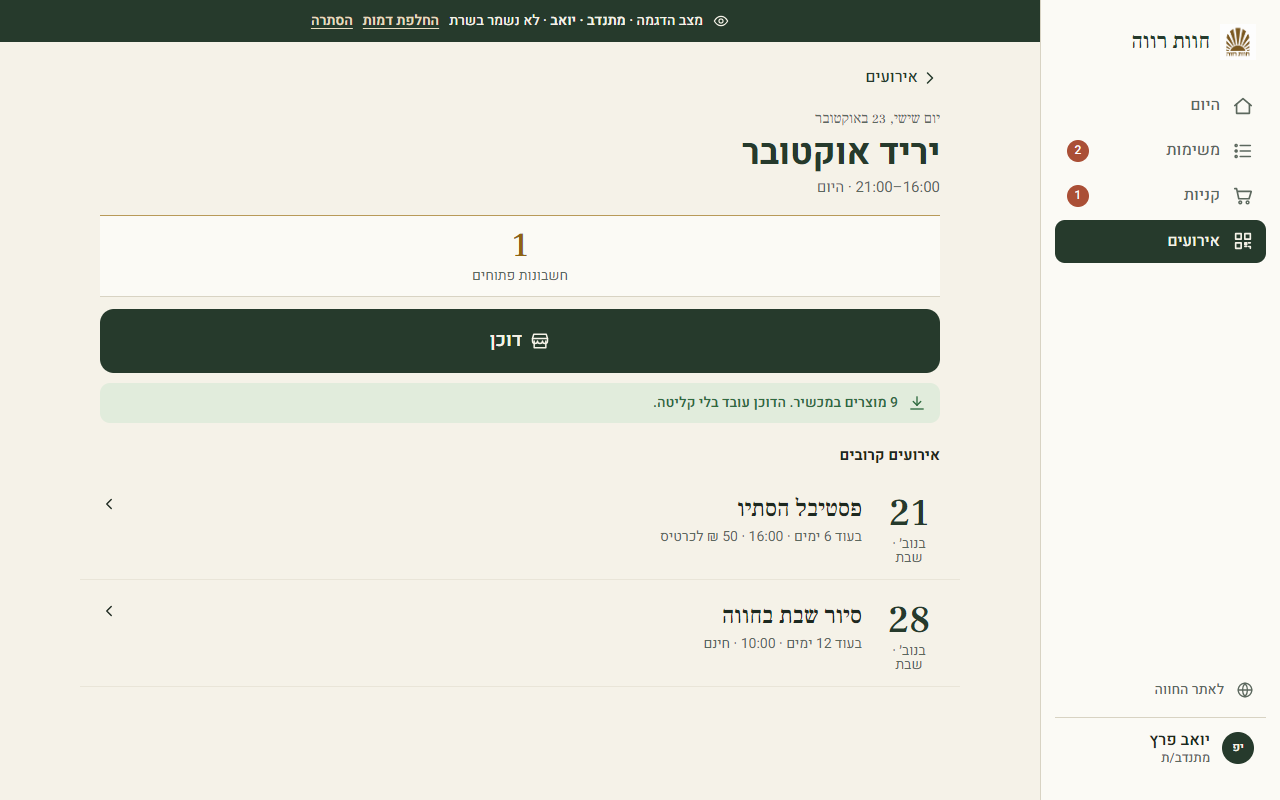 מצב הדגמה · מתנדב · יואב · לא נשמר בשרת החלפת דמות הסתרה
חוות רווה
היום
משימות 2
קניות 1
אירועים
אירועים
יום שישי, 23 באוקטובר
יריד אוקטובר
16:00–21:00 · היום
1
חשבונות פתוחים
דוכן
9 מוצרים במכשיר. הדוכן עובד בלי קליטה.
אירועים קרובים
21
בנוב׳ ·
שבת
פסטיבל הסתיו
בעוד 6 ימים · 16:00 · 50 ₪ לכרטיס
28
בנוב׳ ·
שבת
סיור שבת בחווה
בעוד 12 ימים · 10:00 · חינם
לאתר החווה
יפ
יואב פרץ
מתנדב/ת